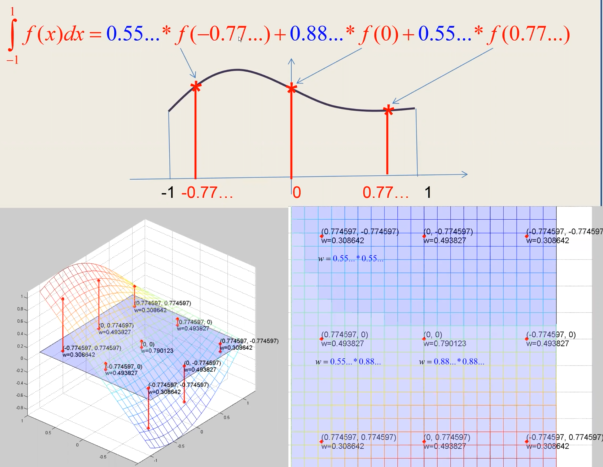 1
∫ f(x)dx = 0.55...* f(−0.77...) + 0.88...* f(0) + 0.55...* f(0.77...)
−1
-1 -0.77… 0 0.77… 1
(0.774597, 0.774597)
w=0.308642
(0, 0.774597)
w=0.493827
(0.774597, 0)
w=0.493827
(-0.774597, 0.774597)
w=0.308642
(0, 0)
w=0.790123
(0.774597, -0.774597)
w=0.308642
(-0.774597, 0)
w=0.493827
(0, -0.774597)
w=0.493827
(-0.774597, -0.774597)
w=0.308642
(0.774597, -0.774597) (0, -0.774597) (-0.774597, -0.774597)
w=0.308642 w=0.493827 w=0.308642
w = 0.55...*0.55...
(0.774597, 0) (0, 0) (-0.774597, 0)
w=0.493827 w=0.790123 w=0.493827
w = 0.55...*0.88... w = 0.88...*0.88...
(0.774597, 0.774597) (0, 0.774597) (-0.774597, 0.774597)
w=0.308642 w=0.493827 w=0.308642